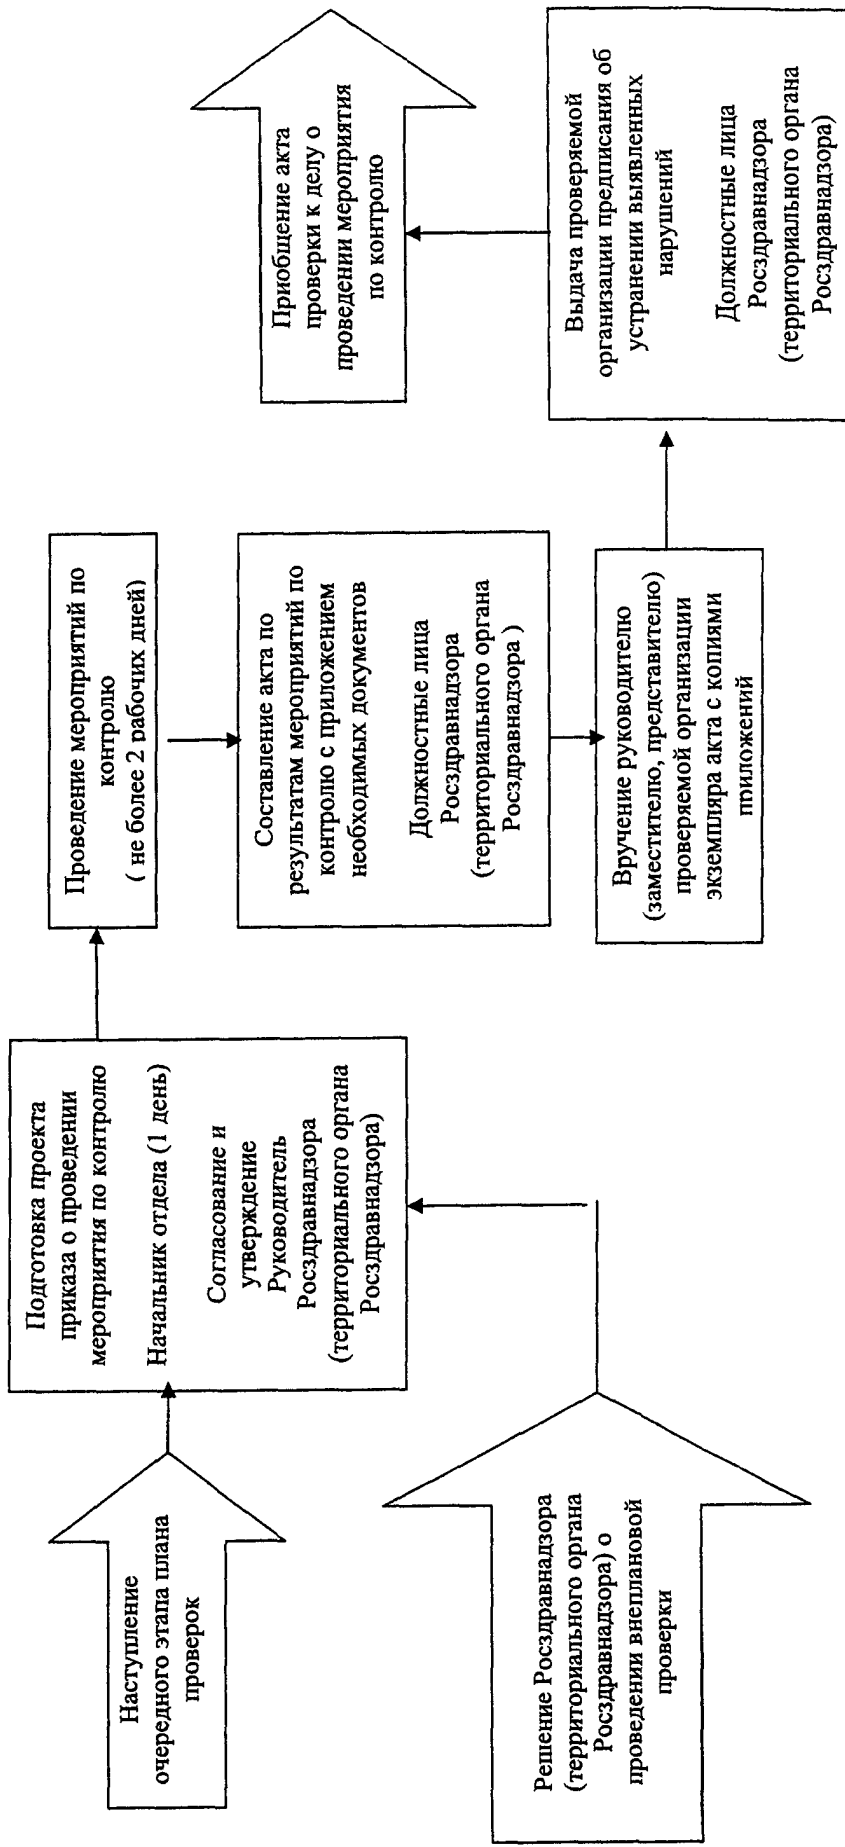 Наступление
очередного этапа плана
проверок
Решение Росздравнадзора
(территориального органа
Росздравнадзора) о
проведении внеплановой
проверки
Подготовка проекта
приказа о проведении
мероприятия по контролю
Начальник отдела (1 день)
Согласование и
утверждение
Руководитель
Росздравнадзора
(территориального органа
Росздравнадзора)
Проведение мероприятий по
контролю
( не более 2 рабочих дней)
Составление акта по
результатам мероприятий по
контролю с приложением
необходимых документов
Должностные лица
Росздравнадзора
(территориального органа
Росздравнадзора )
Вручение руководителю
(заместителю, представителю)
проверяемой организации
экземпляра акта с копиями
приложений
Выдача проверяемой
организации предписания об
устранении выявленных
нарушений
Должностные лица
Росздравнадзора
(территориального органа
Росздравнадзора)
Приобщение акта
проверки к делу о
проведении мероприятия
по контролю